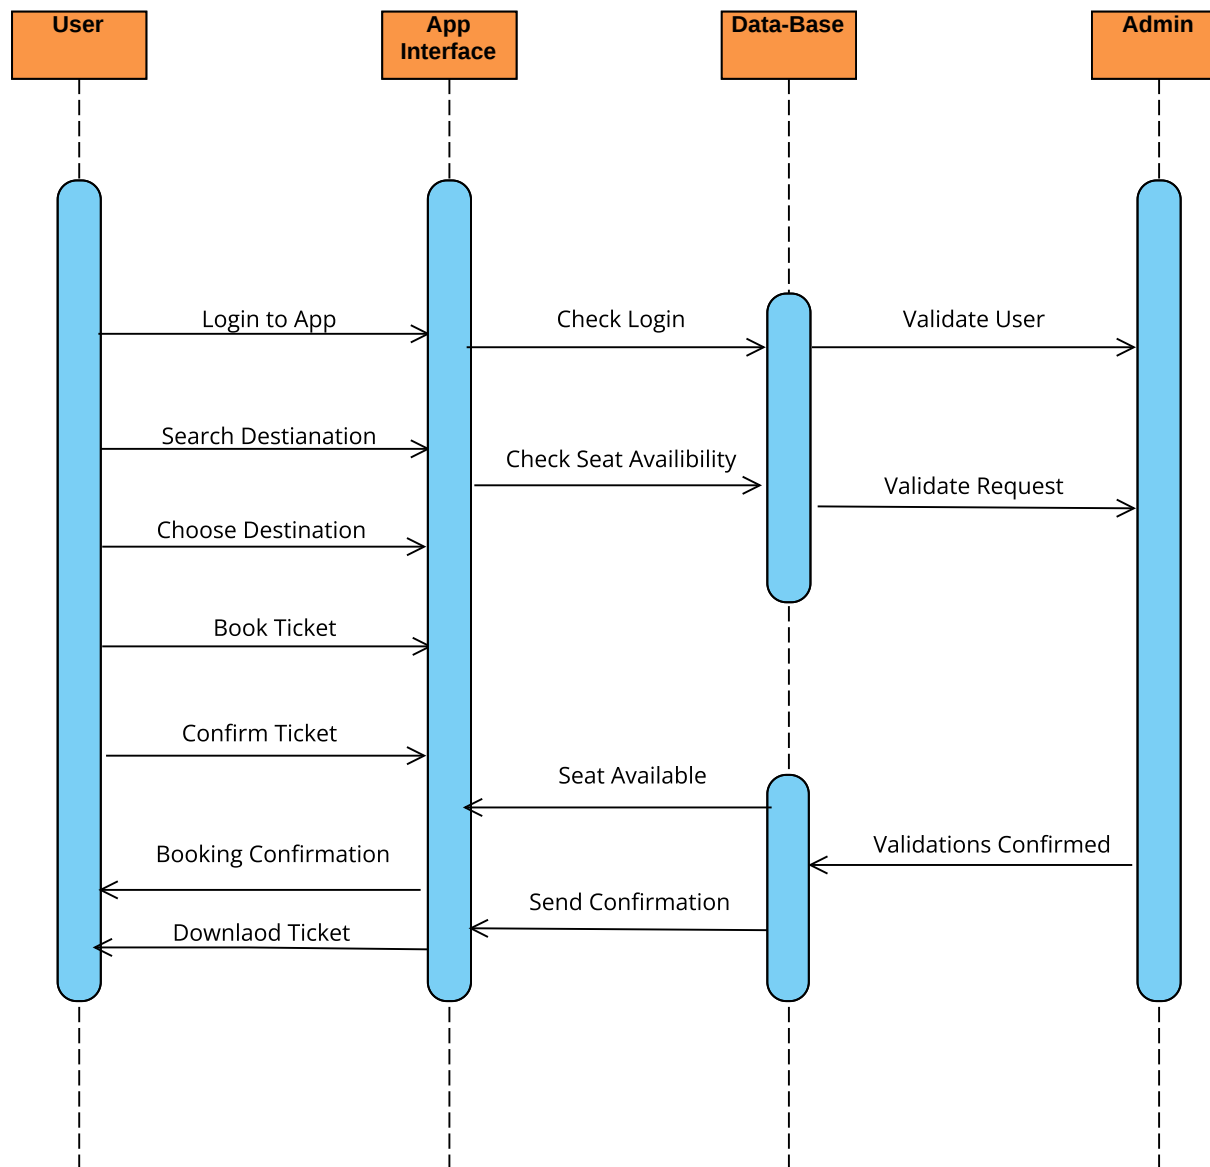 User
App
Interface
Data-Base
Admin
Login to App
Check Login
Validate User
Search Destianation
Check Seat Availibility
Validate Request
Choose Destination
Book Ticket
Confirm Ticket
Seat Available
Validations Confirmed
Booking Confirmation
Send Confirmation
Downlaod Ticket